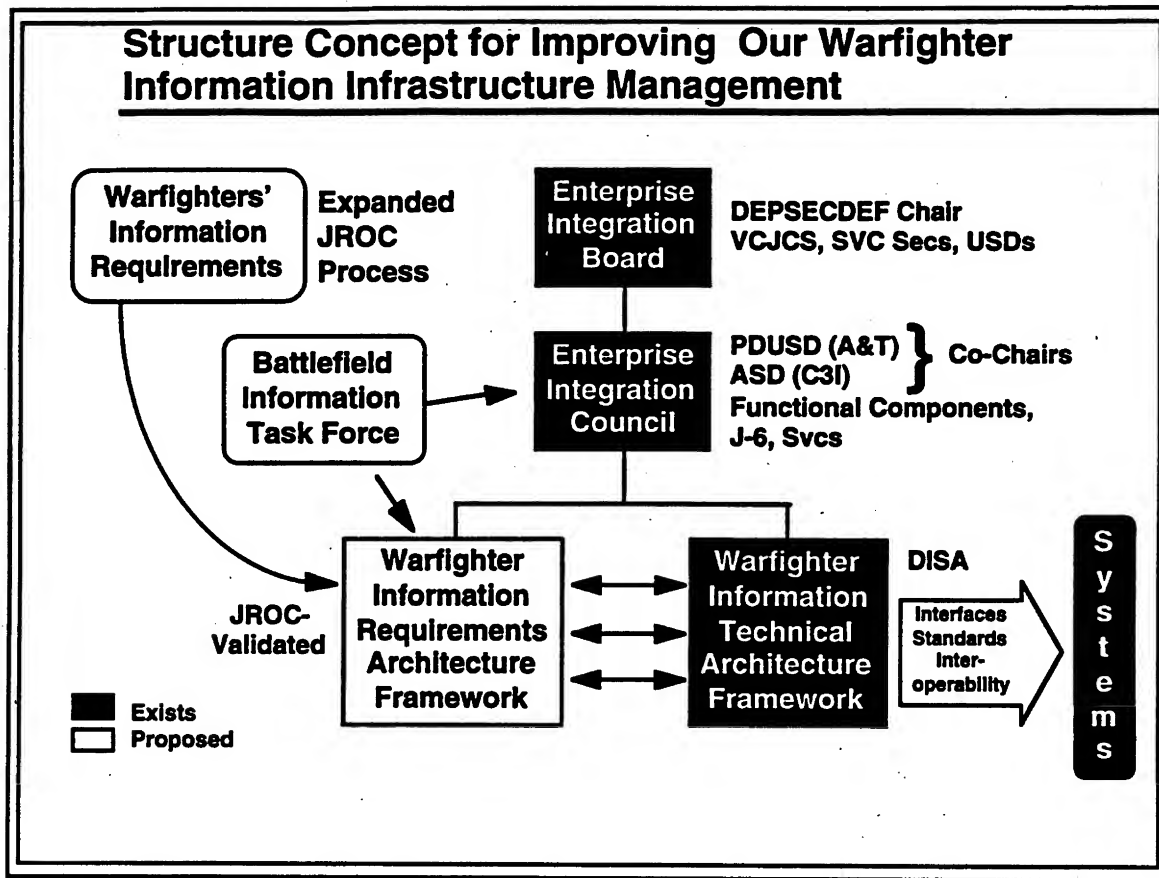 Structure Concept for Improving Our Warfighter
Information Infrastructure Management
Warfighters'
Information
Requirements
Expanded
JROC
Process
Enterprise
Integration
Board
DEPSECDEF Chair
VCJCS, SVC Secs, USDs
Battlefield
Information
Task Force
Enterprise
Integration
Council
PDUSD (A&T)
ASD (C3I)
} Co-Chairs
Functional Components,
J-6, Svcs
JROC-
Validated
Warfighter
Information
Requirements
Architecture
Framework
Warfighter
Information
Technical
Architecture
Framework
DISA
Interfaces
Standards
Inter-
operability
Systems
Exists
Proposed